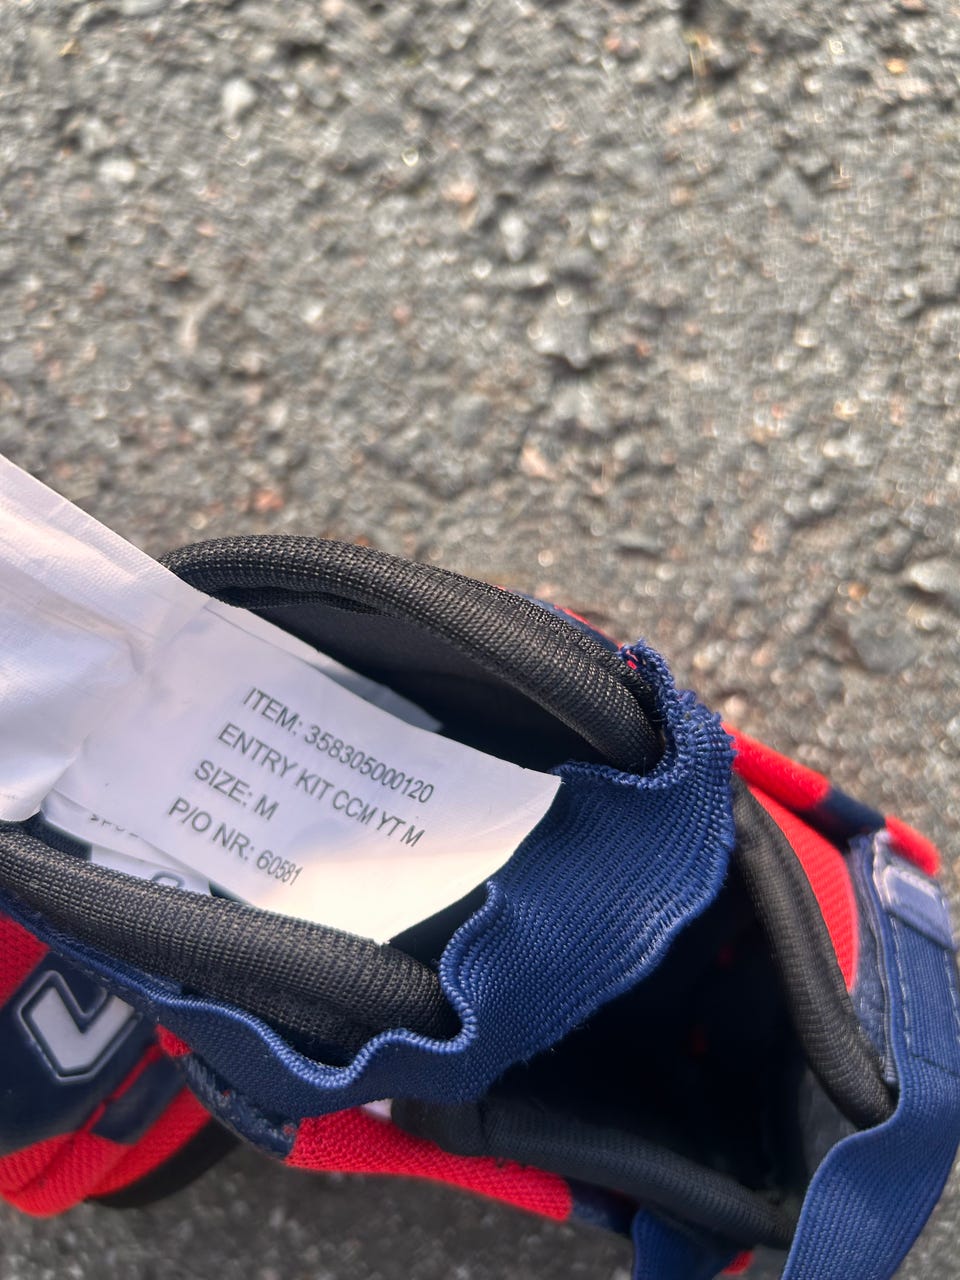 ITEM: 358305000120
ENTRY KIT CCM YT M
SIZE: M
P/O NR: 60581